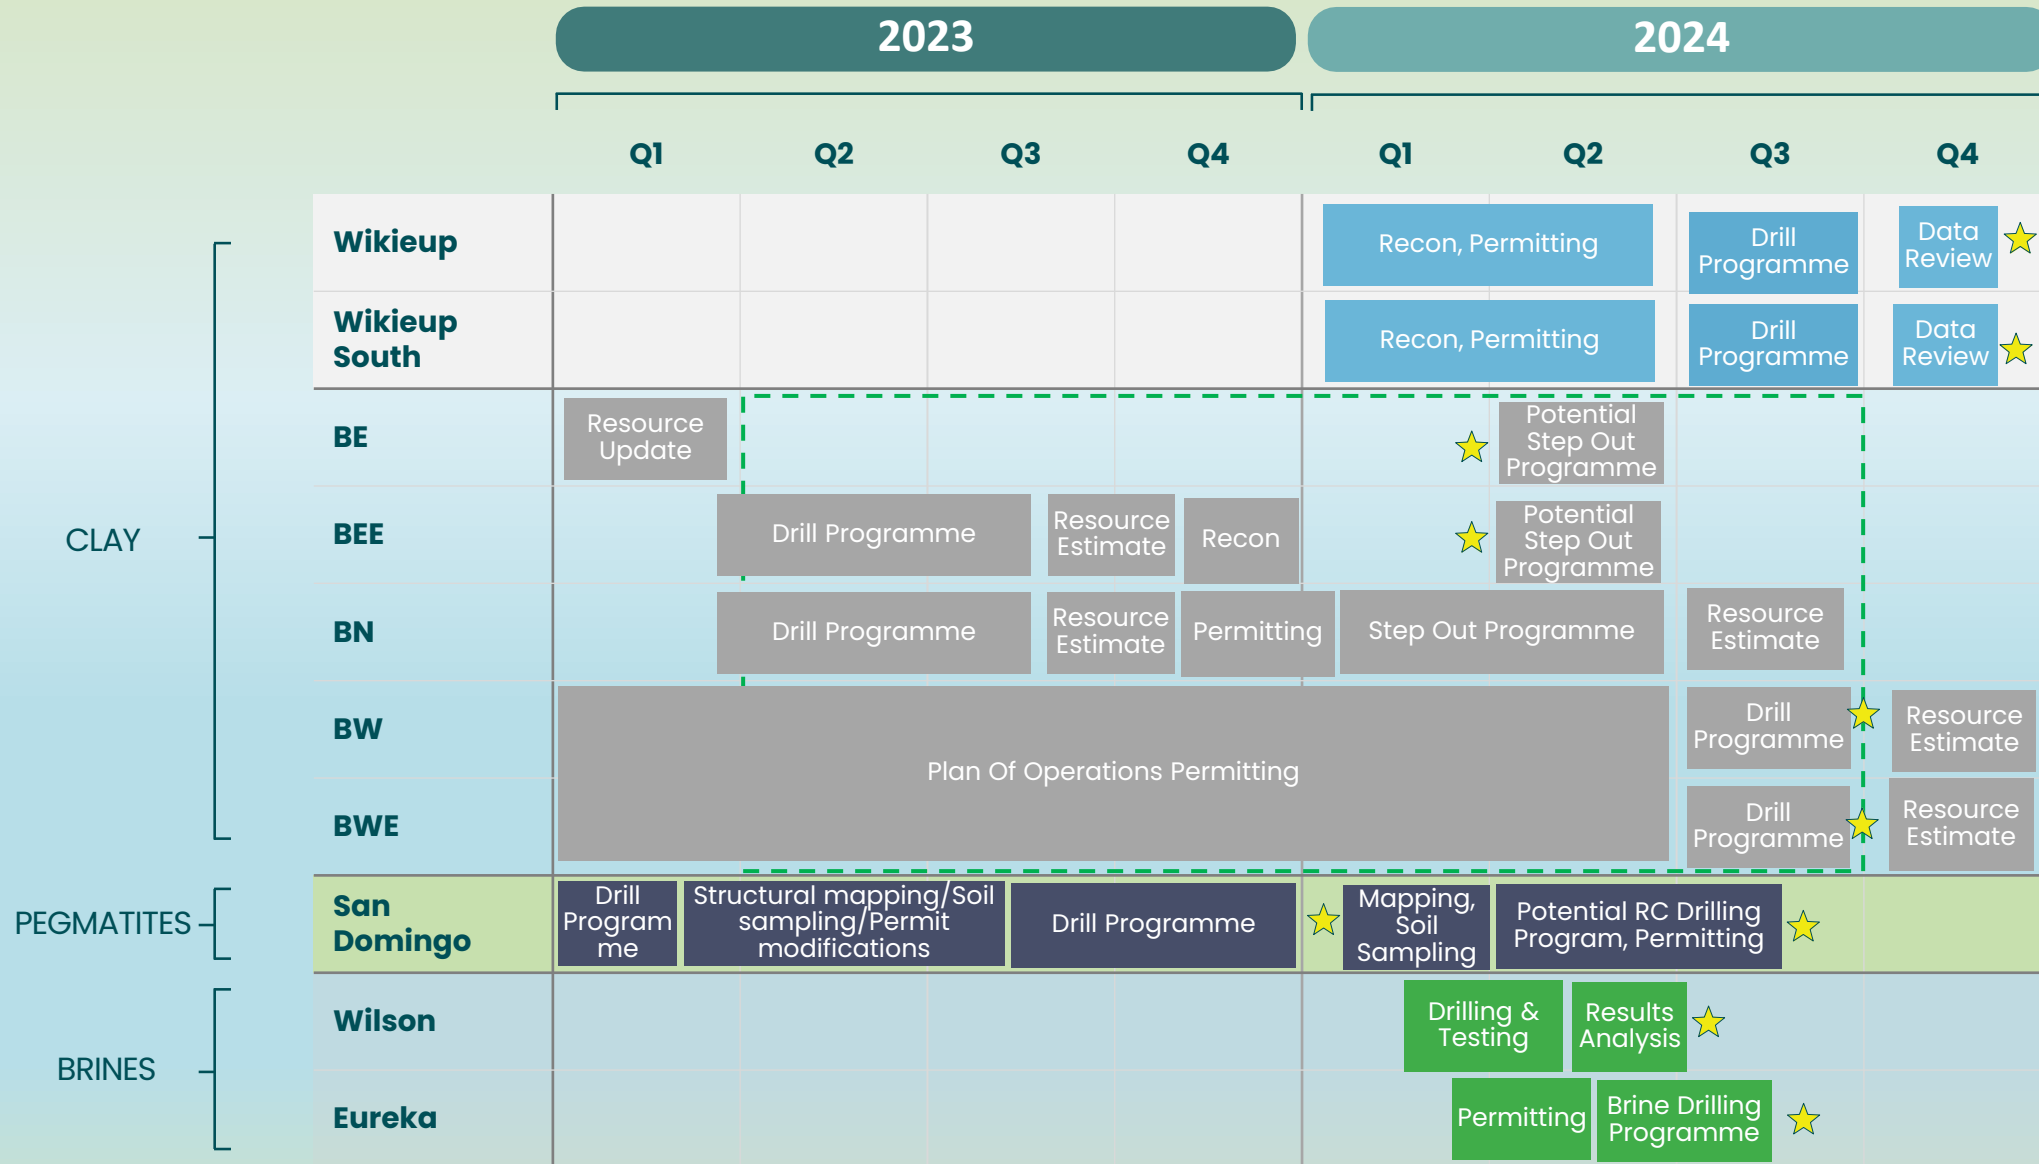 2023
2024
Q1
Q2
Q3
Q4
Q1
Q2
Q3
Q4
CLAY
Wikieup
Recon, Permitting
Drill
Programme
Data
Review
Wikieup
South
Recon, Permitting
Drill
Programme
Data
Review
BE
Resource
Update
Potential
Step Out
Programme
BEE
Drill Programme
Resource
Estimate
Recon
Potential
Step Out
Programme
BN
Drill Programme
Resource
Estimate
Permitting
Step Out Programme
Resource
Estimate
BW
Plan Of Operations Permitting
Drill
Programme
Resource
Estimate
BWE
Drill
Programme
Resource
Estimate
PEGMATITES
San
Domingo
Drill
Program
me
Structural mapping/Soil
sampling/Permit
modifications
Drill Programme
Mapping,
Soil
Sampling
Potential RC Drilling
Program, Permitting
BRINES
Wilson
Drilling &
Testing
Results
Analysis
Eureka
Permitting
Brine Drilling
Programme